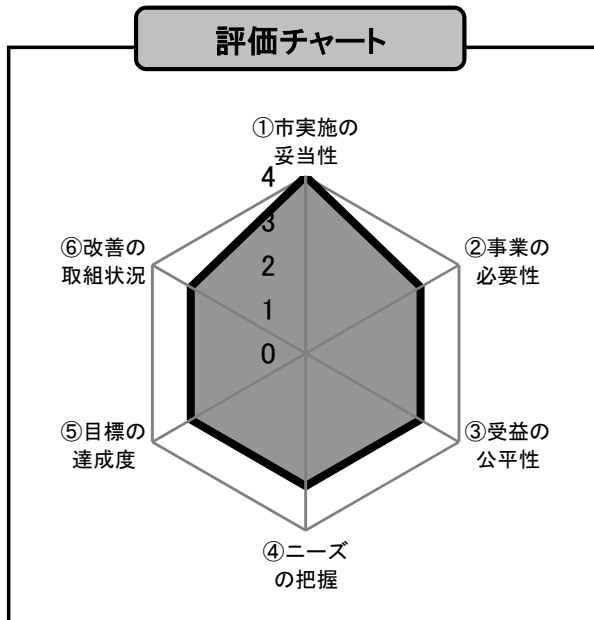 評価チャート
①市実施の
妥当性
4
3
2
1
0
②事業の
必要性
③受益の
公平性
④ニーズ
の把握
⑤目標の
達成度
⑥改善の
取組状況